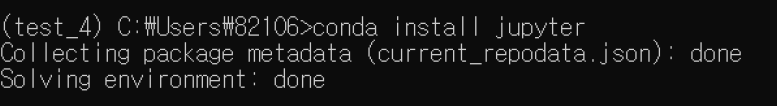 (test_4) C:₩Users₩82106>conda install jupyter
Collecting package metadata (current_repodata.json): done
Solving environment: done